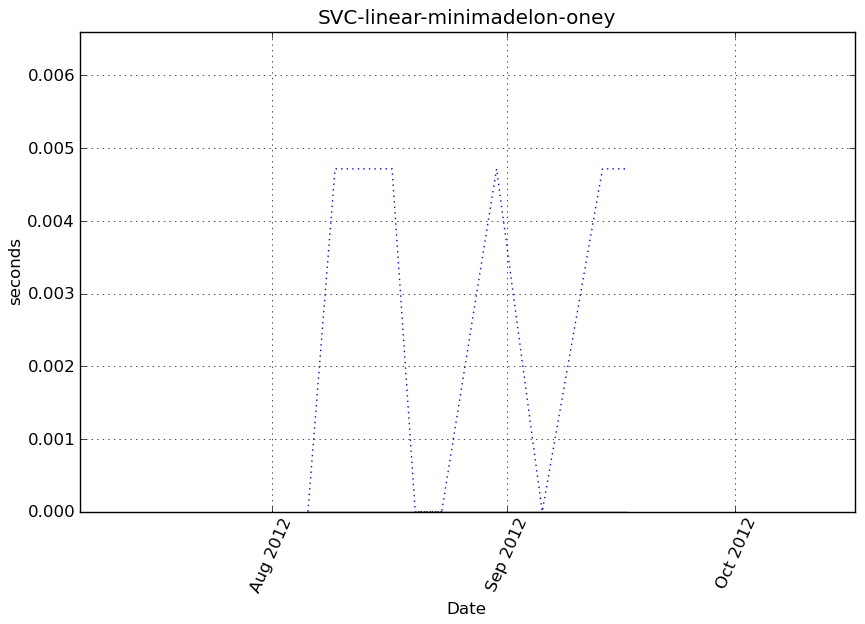 SVC-linear-minimadelon-oney
0.006
0.005
0.004
0.003
0.002
0.001
0.000
seconds
Aug 2012
Sep 2012
Oct 2012
Date